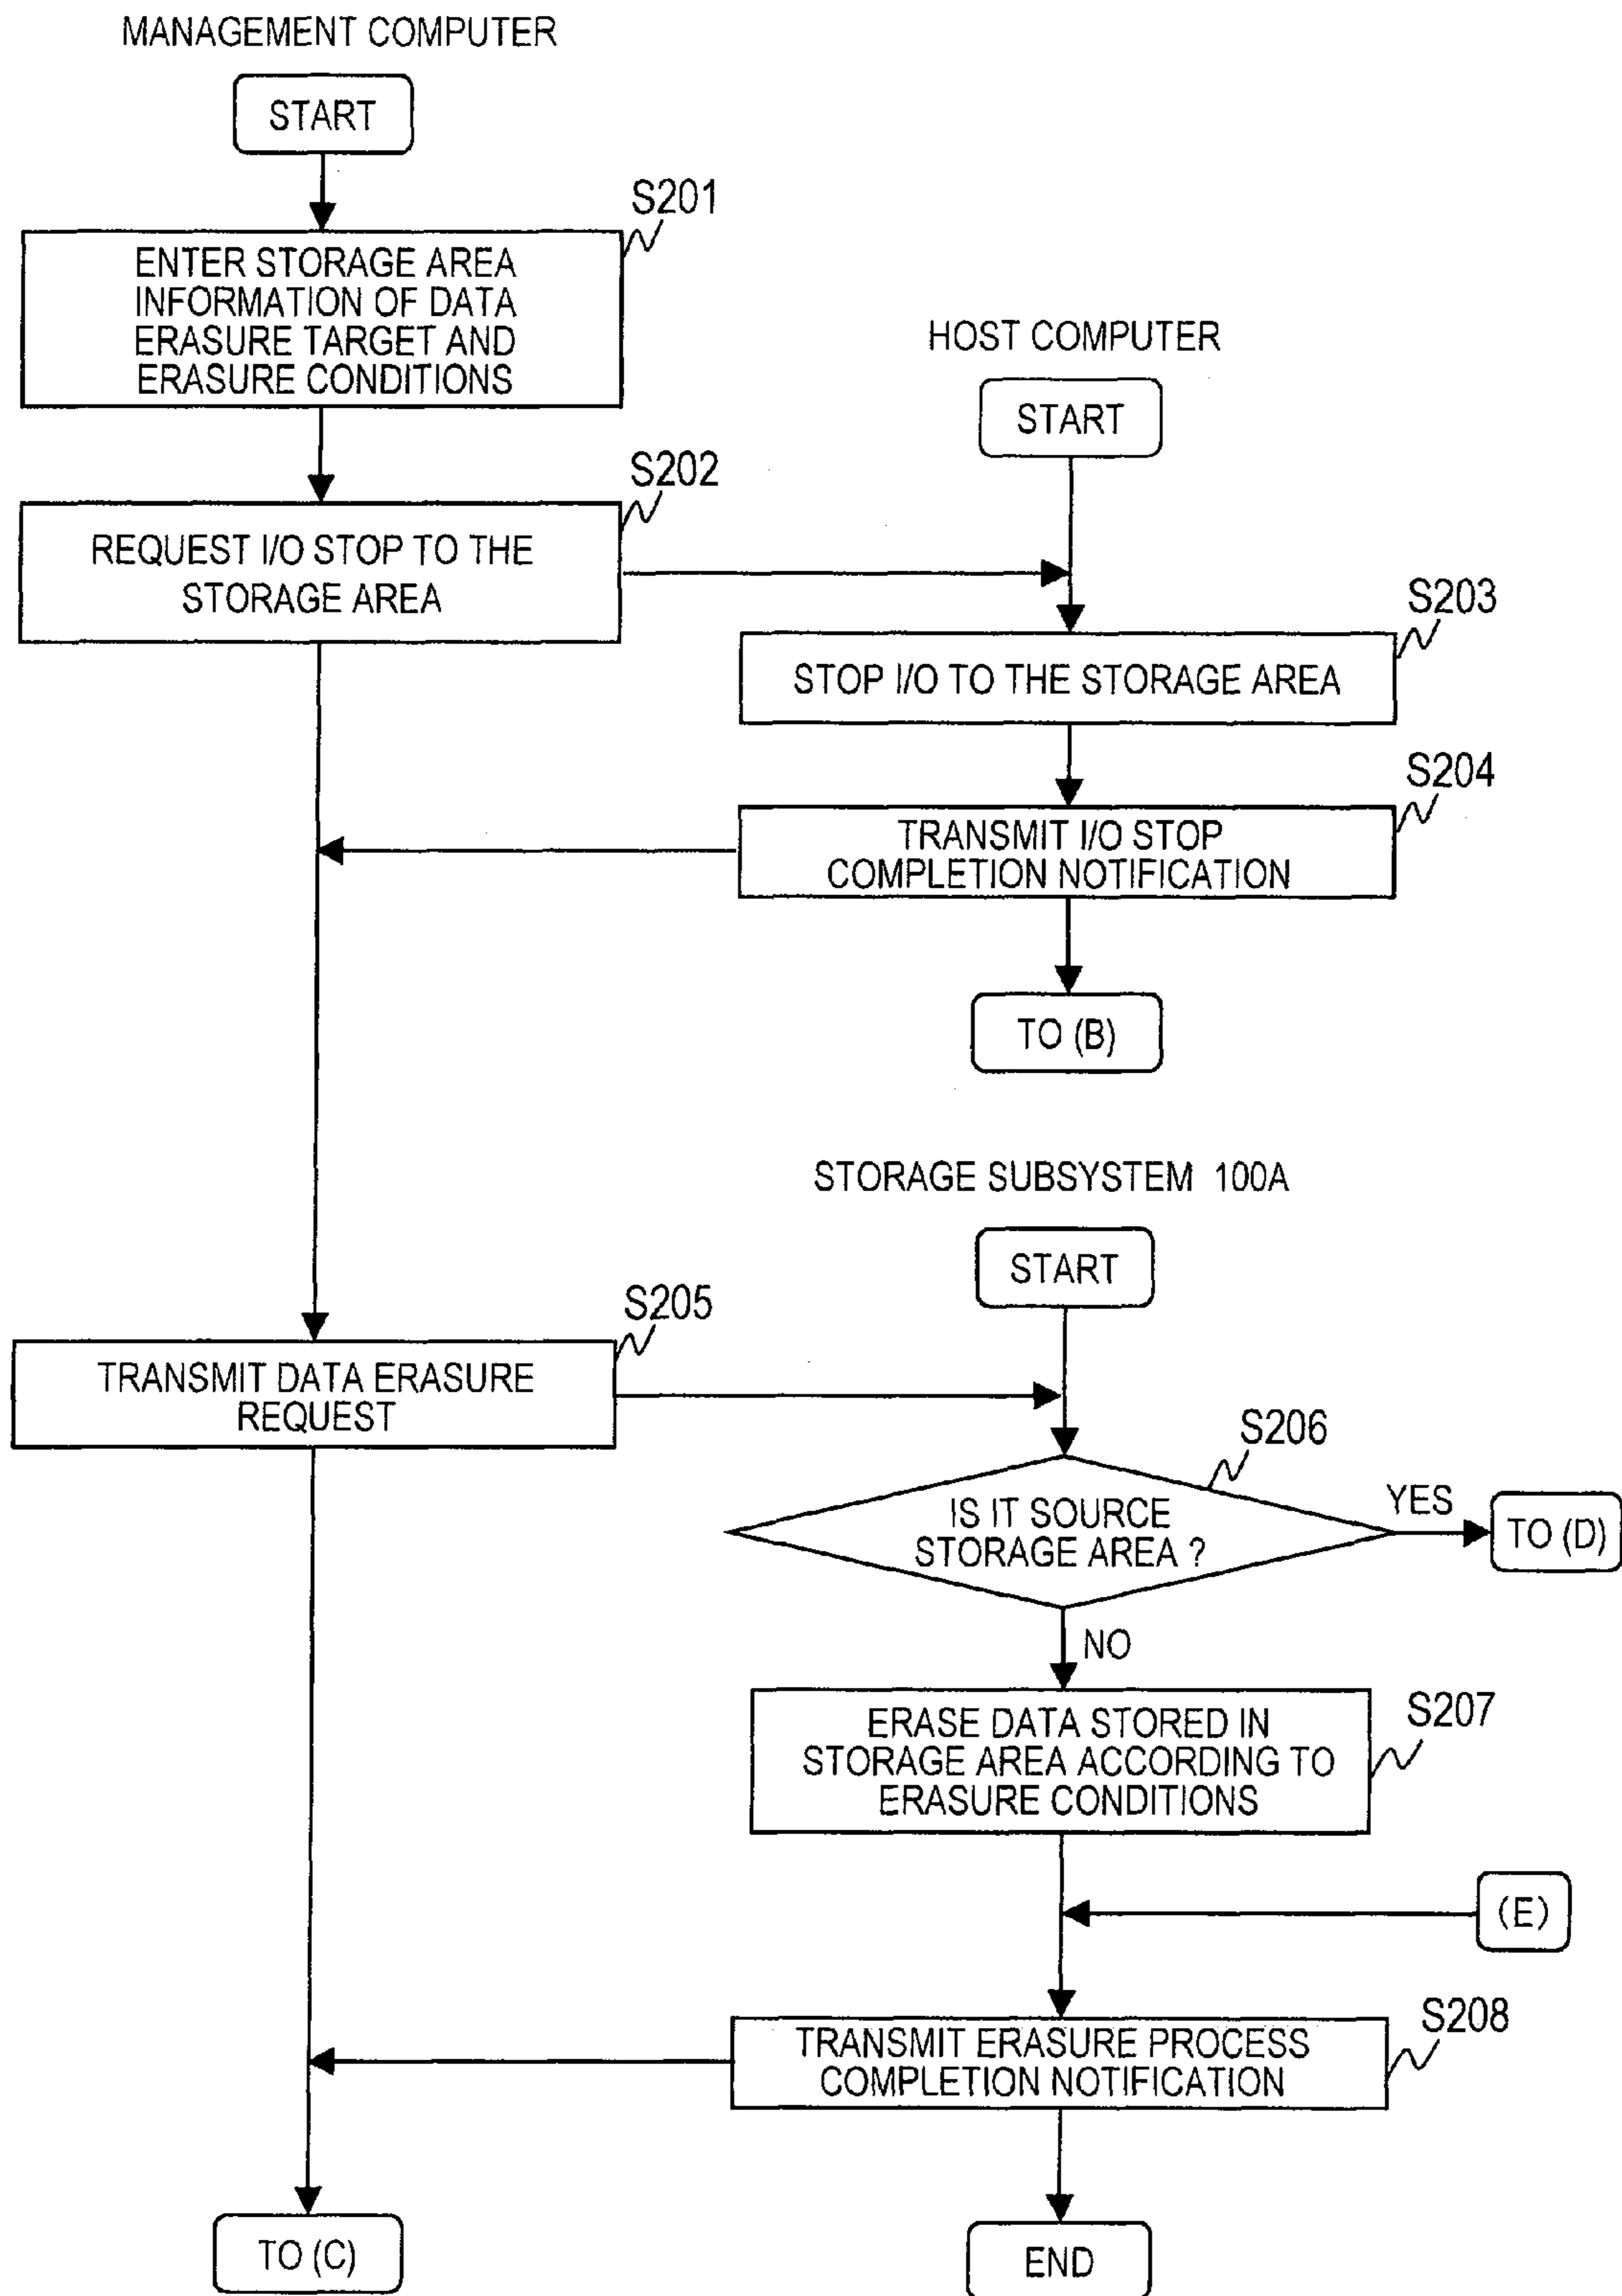 MANAGEMENT COMPUTER
START
S201
ENTER STORAGE AREA
INFORMATION OF DATA
ERASURE TARGET AND
ERASURE CONDITIONS
HOST COMPUTER
START
S202
REQUEST I/O STOP TO THE
STORAGE AREA
S203
STOP I/O TO THE STORAGE AREA
S204
TRANSMIT I/O STOP
COMPLETION NOTIFICATION
TO (B)
STORAGE SUBSYSTEM 100A
START
S205
TRANSMIT DATA ERASURE
REQUEST
S206
IS IT SOURCE
STORAGE AREA ?
YES
TO (D)
NO
S207
ERASE DATA STORED IN
STORAGE AREA ACCORDING TO
ERASURE CONDITIONS
(E)
S208
TRANSMIT ERASURE PROCESS
COMPLETION NOTIFICATION
TO (C)
END